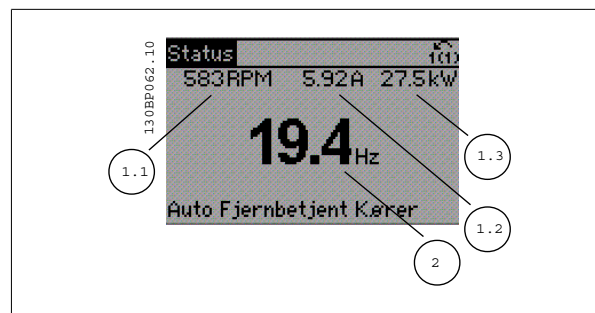 130BP062.10
Status 1(1)
583RPM 5.92A 27.5kW
19.4Hz
Auto Fjernbetjent Kører
1.1
1.3
1.2
2